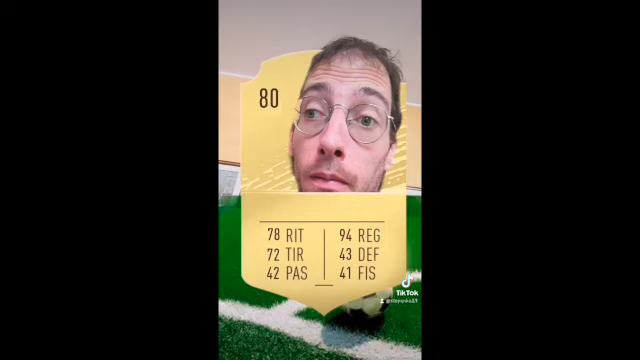 80
78 RIT 94 REG
72 TIR 43 DEF
42 PAS 41 FIS
TikTok